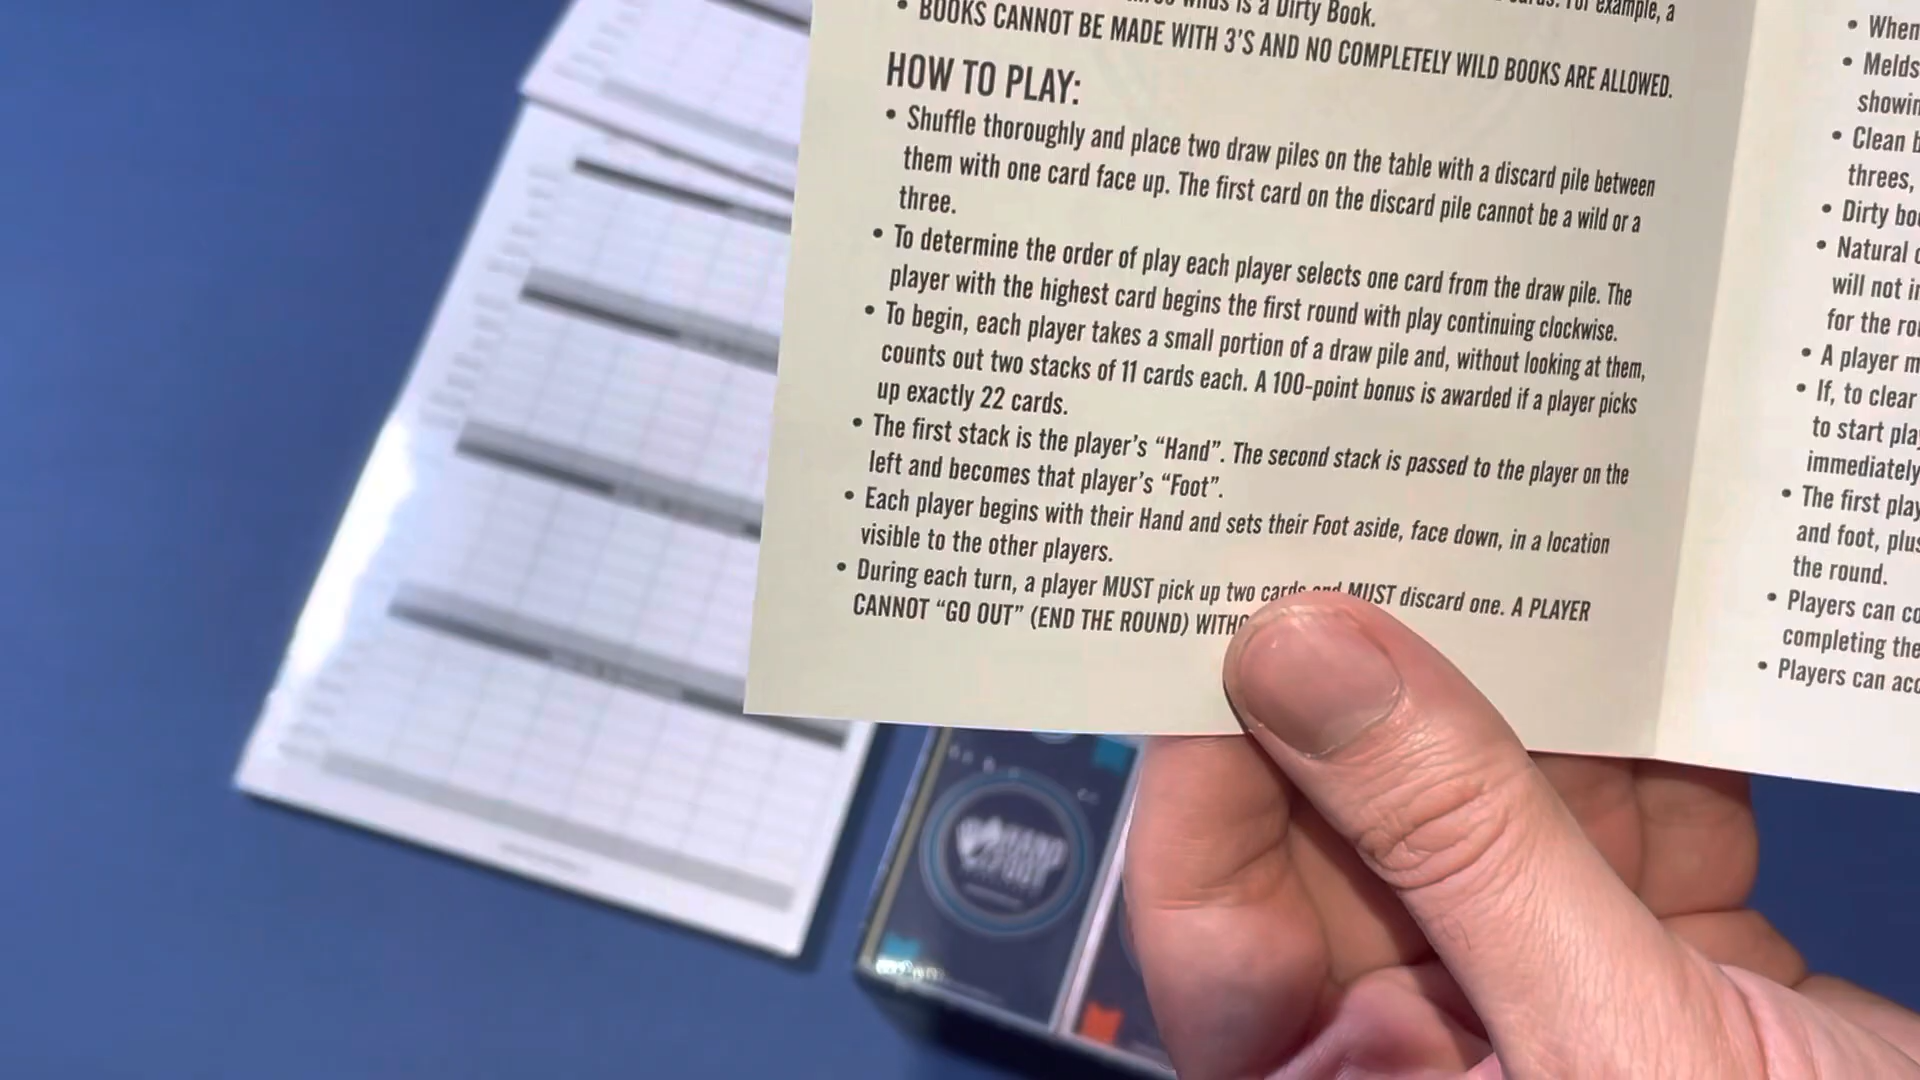 is a Dirty Book.
For example, a
• BOOKS CANNOT BE MADE WITH 3'S AND NO COMPLETELY WILD BOOKS ARE ALLOWED.
HOW TO PLAY:
• Shuffle thoroughly and place two draw piles on the table with a discard pile between
them with one card face up. The first card on the discard pile cannot be a wild or a
three.
• To determine the order of play each player selects one card from the draw pile. The
player with the highest card begins the first round with play continuing clockwise.
• To begin, each player takes a small portion of a draw pile and, without looking at them,
counts out two stacks of 11 cards each. A 100-point bonus is awarded if a player picks
up exactly 22 cards.
• The first stack is the player's “Hand”. The second stack is passed to the player on the
left and becomes that player's “Foot”.
• Each player begins with their Hand and sets their Foot aside, face down, in a location
visible to the other players.
• During each turn, a player MUST pick up two cards and MUST discard one. A PLAYER
CANNOT “GO OUT” (END THE ROUND)
• When
• Melds
• Clean
threes,
• Dirty
• Natural
will not
for the
• A player
• If, to clear
to start
immediately
• The first
and foot,
the round.
• Players can
completing the
• Players can
HAND
FOOT